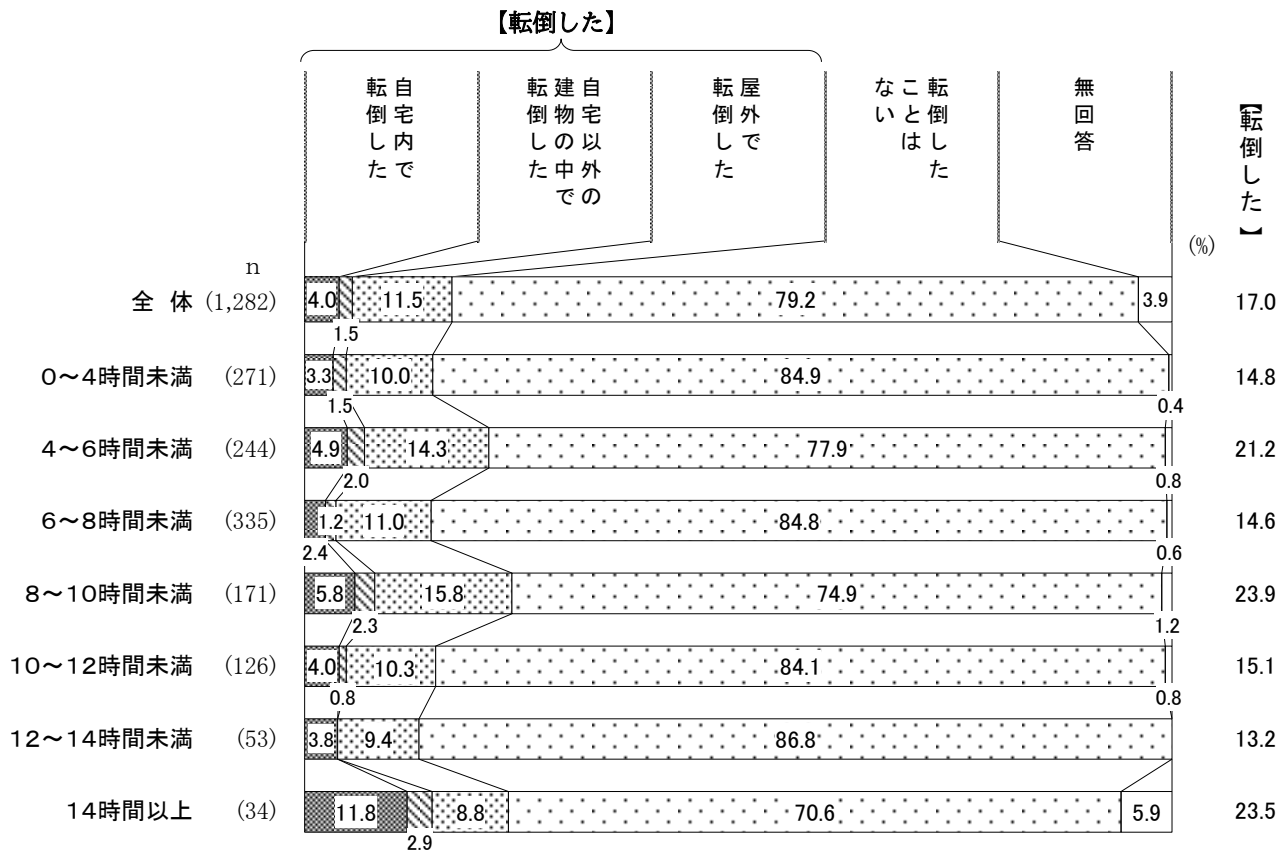 【転倒した】
自宅内で
転倒した
自宅以外の
建物の中で
転倒した
屋外で
転倒した
転倒した
ことは
ない
無回答
【転倒した】
(%)
n
全 体 (1,282) 4.0 11.5 79.2 3.9 17.0
1.5
0～4時間未満 (271) 3.3 10.0 84.9 14.8
1.5 0.4
4～6時間未満 (244) 4.9 14.3 77.9 21.2
2.0 0.8
6～8時間未満 (335) 1.2 11.0 84.8 14.6
2.4 0.6
8～10時間未満 (171) 5.8 15.8 74.9 23.9
2.3 1.2
10～12時間未満 (126) 4.0 10.3 84.1 15.1
0.8 0.8
12～14時間未満 (53) 3.8 9.4 86.8 13.2
14時間以上 (34) 11.8 8.8 70.6 5.9 23.5
2.9